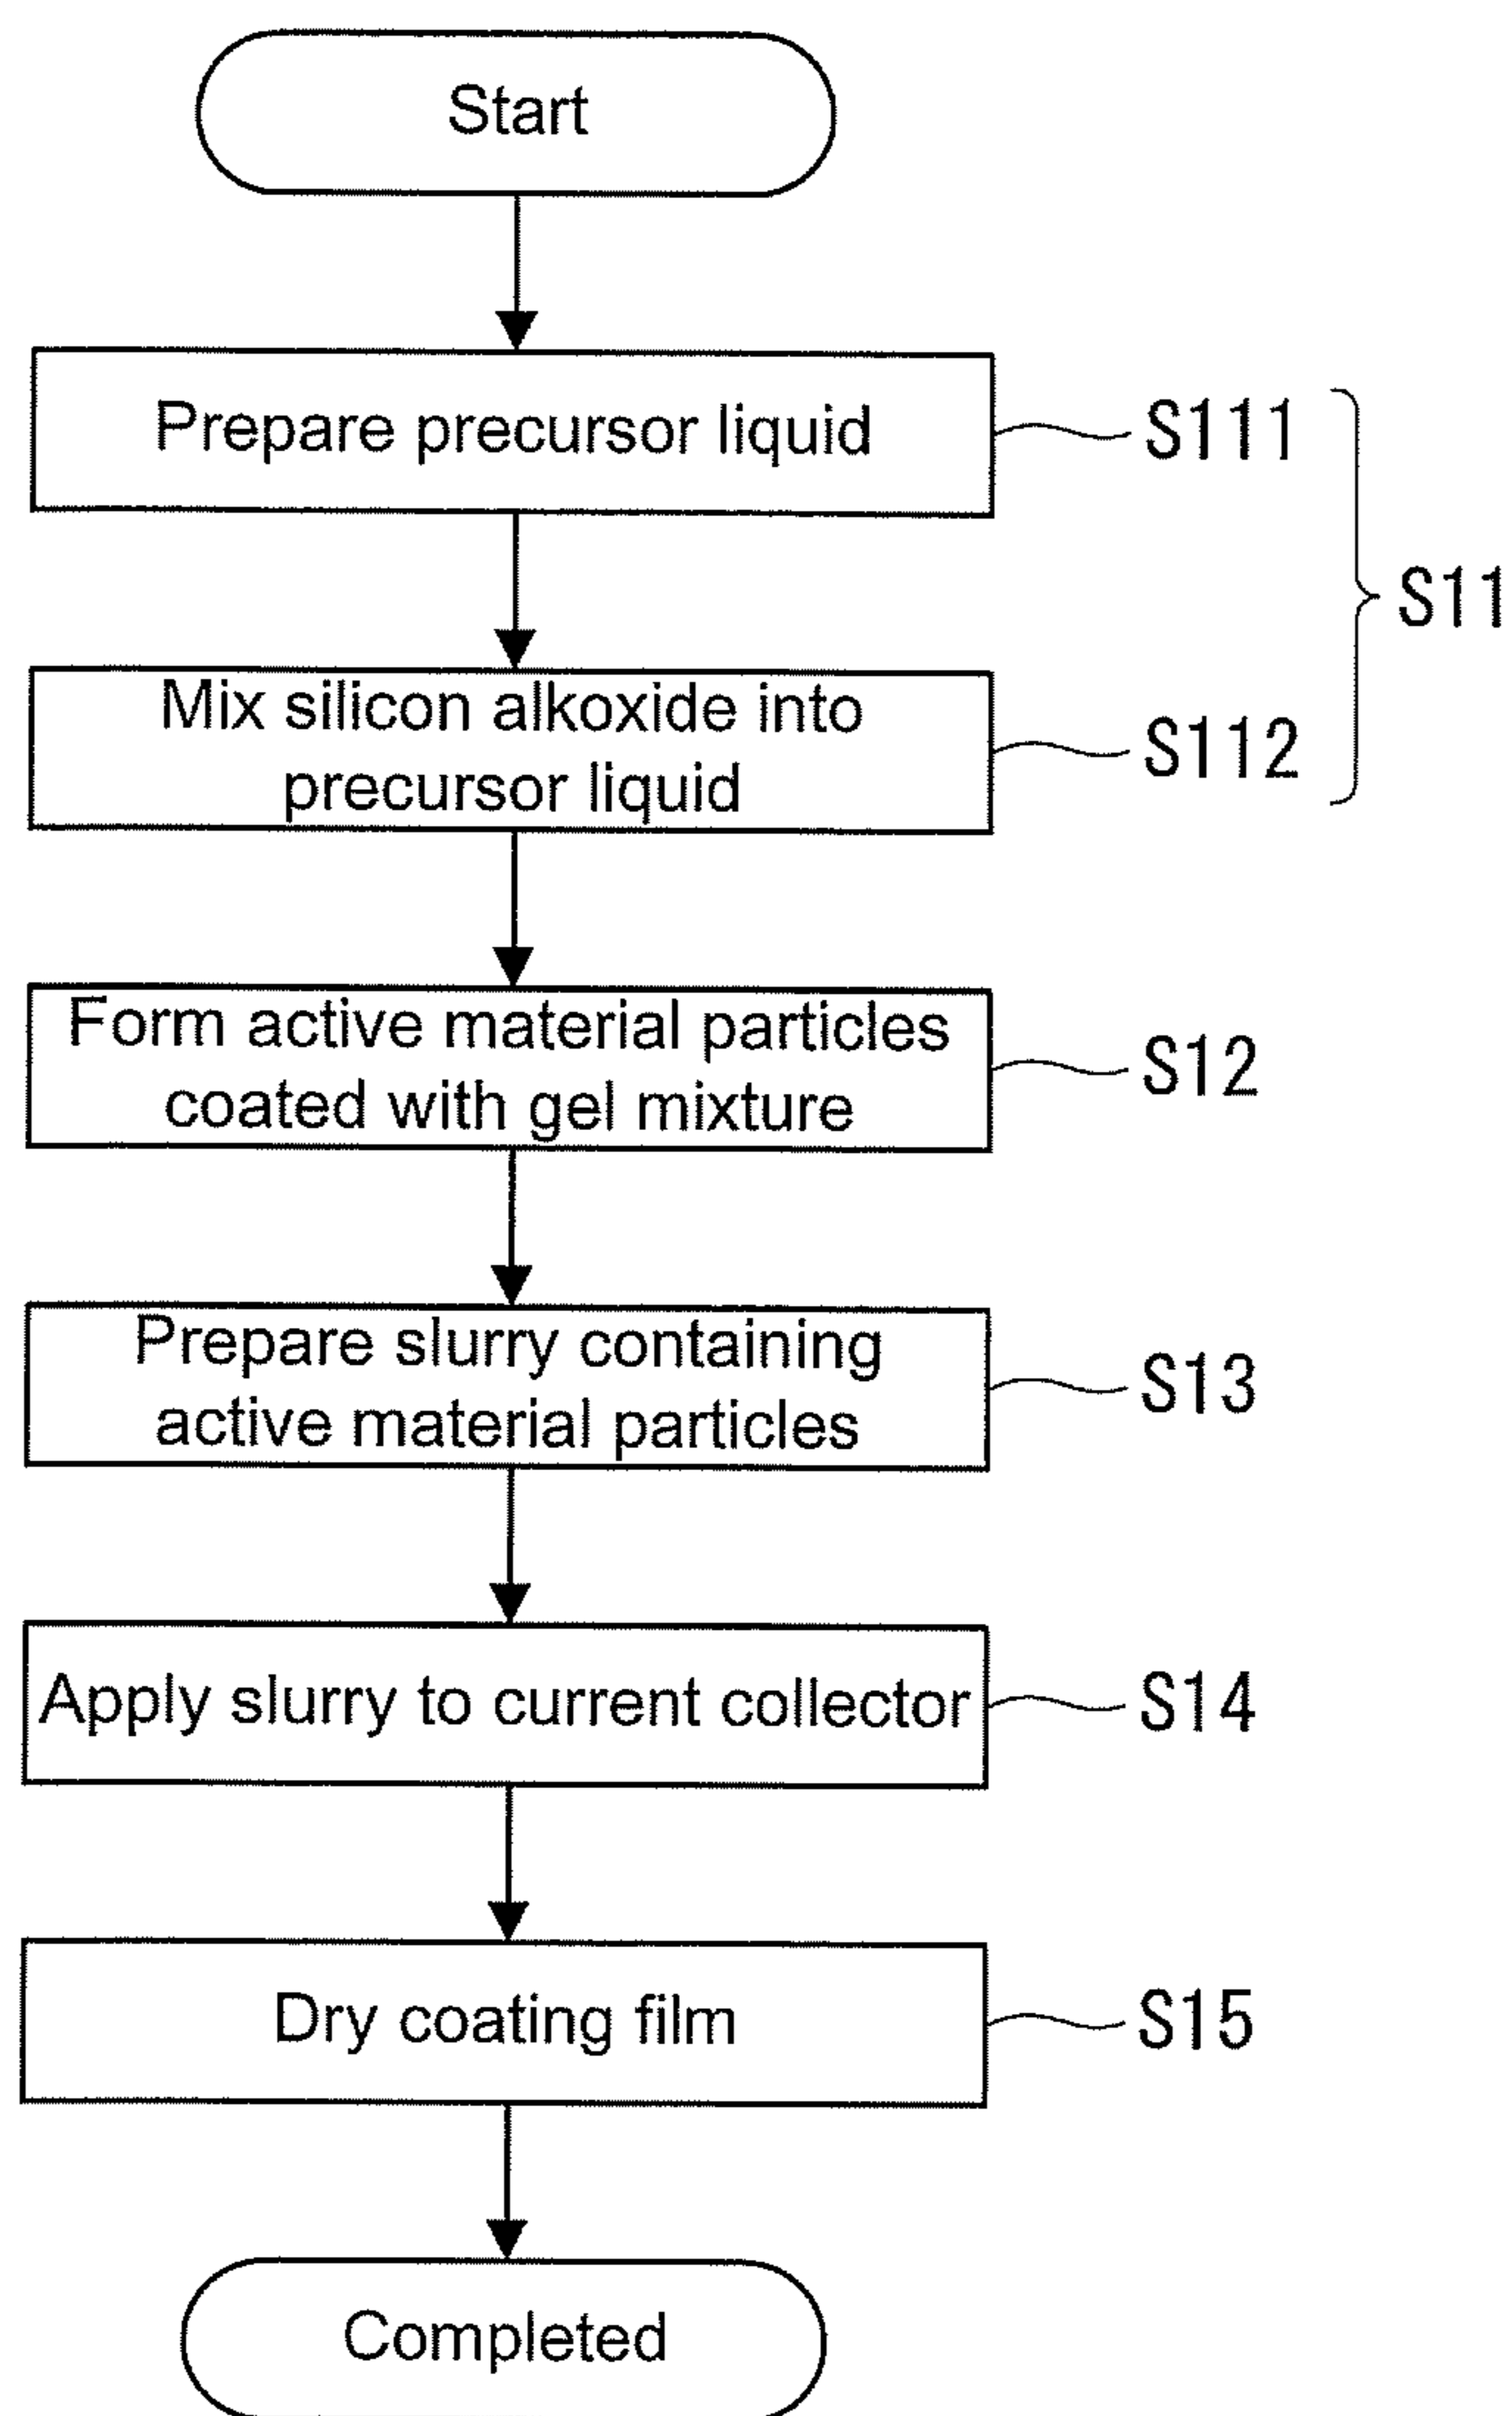 Start
Prepare precursor liquid
S111
S11
Mix silicon alkoxide into
precursor liquid
S112
Form active material particles
coated with gel mixture
S12
Prepare slurry containing
active material particles
S13
Apply slurry to current collector
S14
Dry coating film
S15
Completed